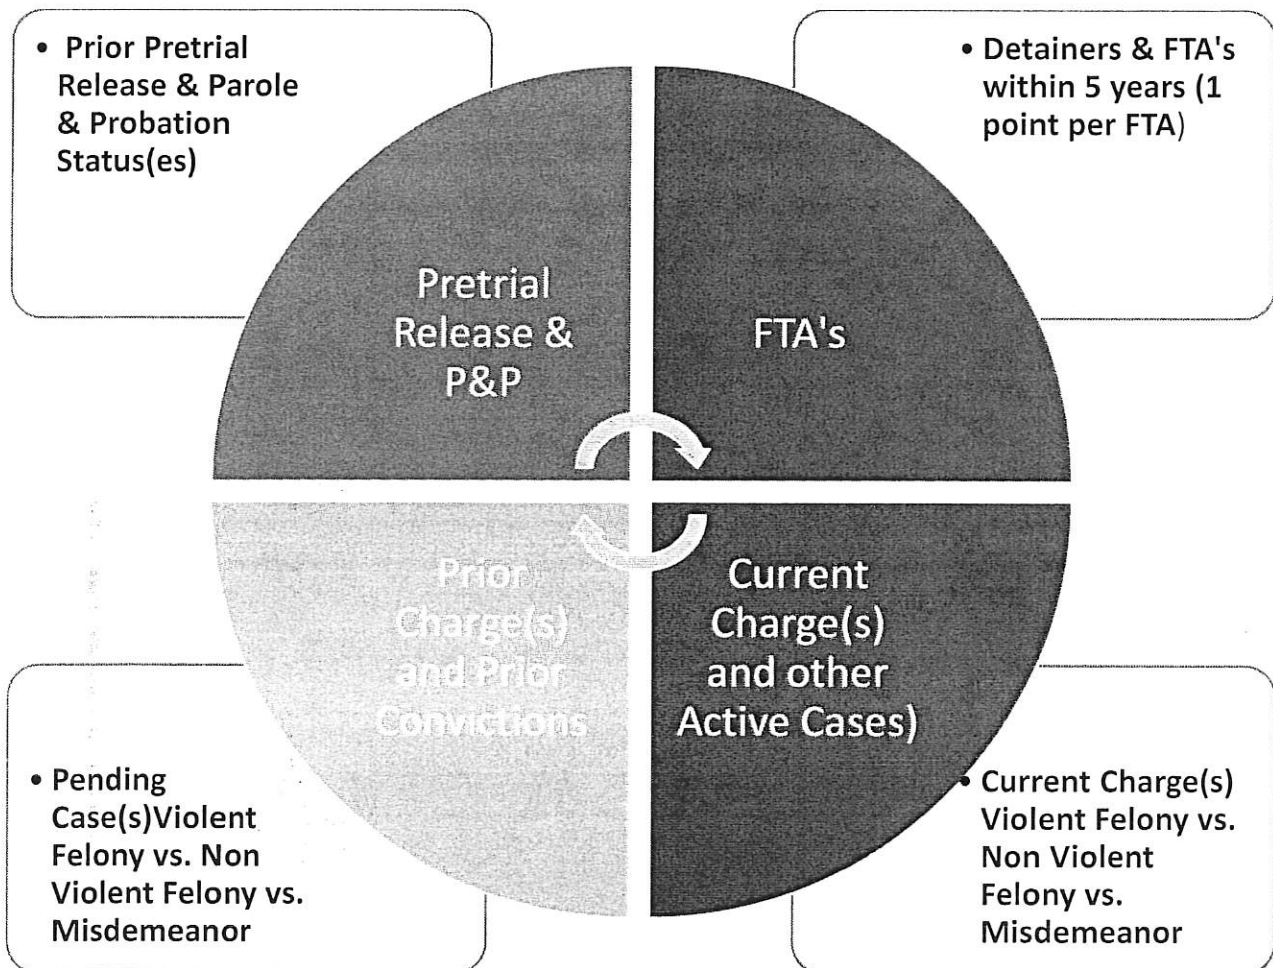 • Prior Pretrial
Release & Parole
& Probation
Status(es)
• Detainers & FTA's
within 5 years (1
point per FTA)
Pretrial
Release &
P&P
FTA's
Prior
Charge(s)
and Prior
Convictions
Current
Charge(s)
and other
Active Cases)
• Pending
Case(s)Violent
Felony vs. Non
Violent Felony vs.
Misdemeanor
• Current Charge(s)
Violent Felony vs.
Non Violent
Felony vs.
Misdemeanor